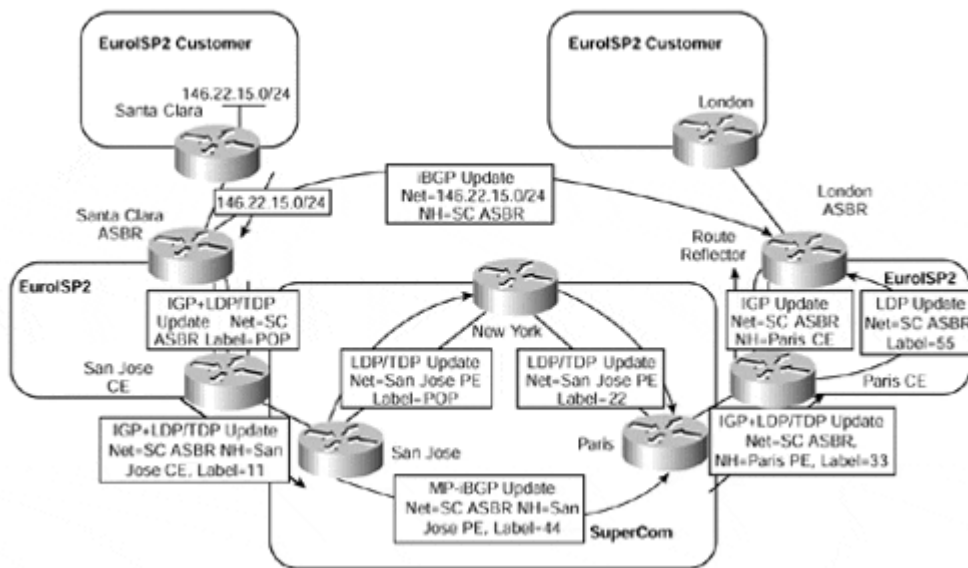 EuroISP2 Customer
146.22.15.0/24
Santa Clara
EuroISP2 Customer
London
146.22.15.0/24
iBGP Update
Net=146.22.15.0/24
NH=SC ASBR
Santa Clara
ASBR
London
ASBR
Route
Reflector
EuroISP2
EuroISP2
IGP+LDP/TDP
Update Net=SC
ASBR Label=POP
New York
IGP Update
Net=SC ASBR
NH=Paris CE
LDP Update
Net=SC ASBR
Label=55
San Jose
CE
LDP/TDP Update
Net=San Jose PE
Label=POP
LDP/TDP Update
Net=San Jose PE
Label=22
Paris CE
IGP+LDP/TDP Update
Net=SC ASBR NH=San
Jose CE, Label=11
San Jose
Paris
IGP+LDP/TDP Update
Net=SC ASBR,
NH=Paris PE, Label=33
MP-iBGP Update
Net=SC ASBR NH=San
Jose PE, Label=44
SuperCom